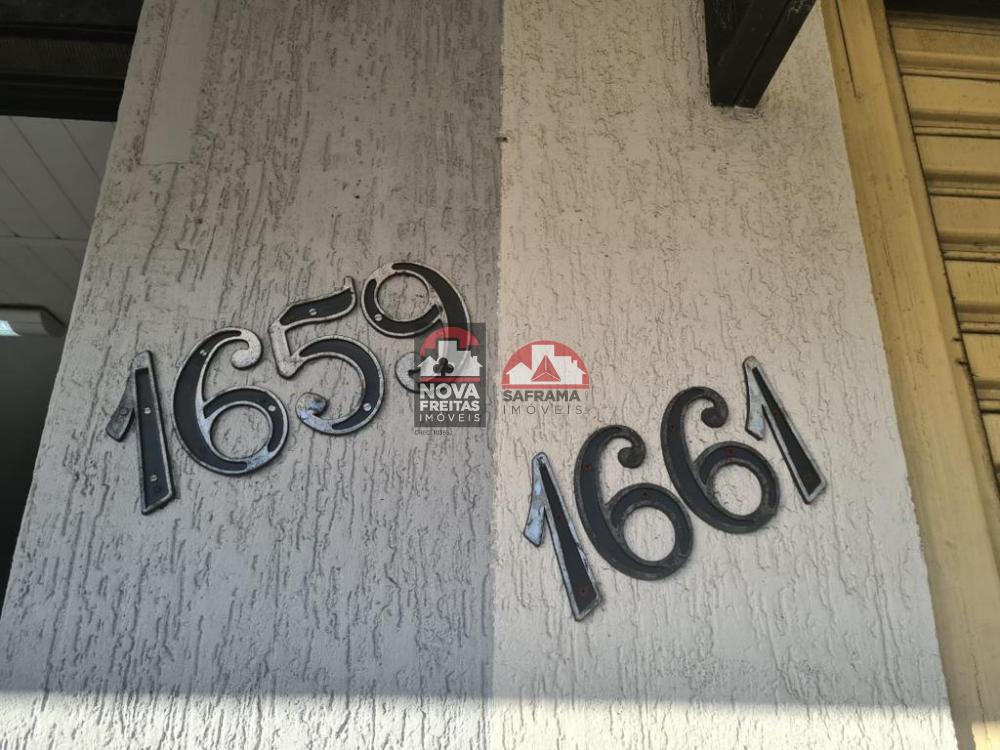 1659
1661
NOVA
FREITAS
IMÓVEIS
SAFRAMA
IMÓVEIS